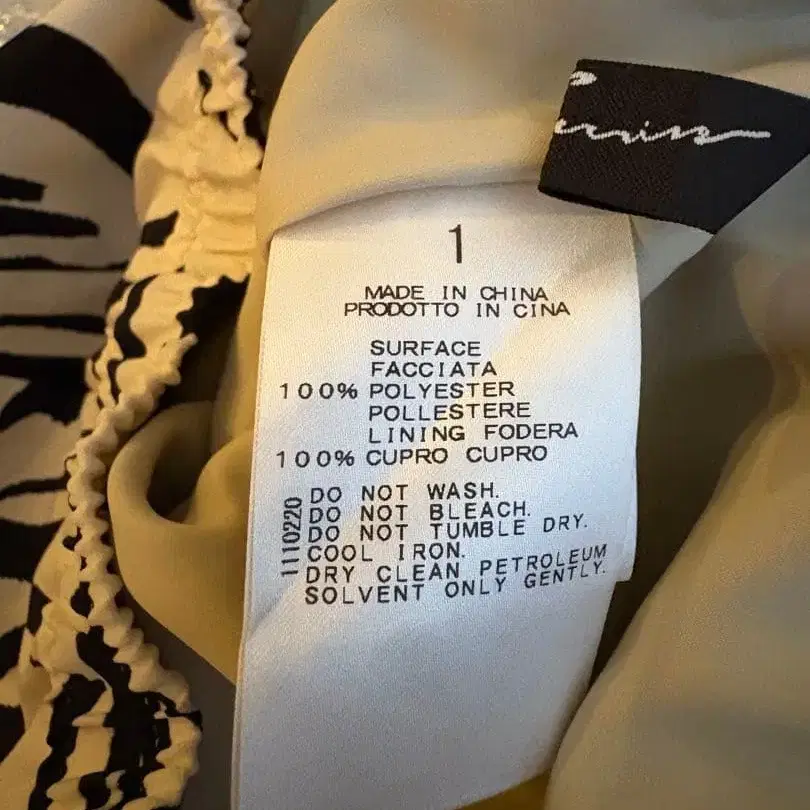 1
MADE IN CHINA
PRODOTTO IN CINA
SURFACE
FACCIATA
100% POLYESTER
POLLESTERE
LINING FODERA
100% CUPRO CUPRO
1110220
DO NOT WASH.
DO NOT BLEACH.
DO NOT TUMBLE DRY.
COOL IRON.
DRY CLEAN PETROLEUM
SOLVENT ONLY GENTLY.